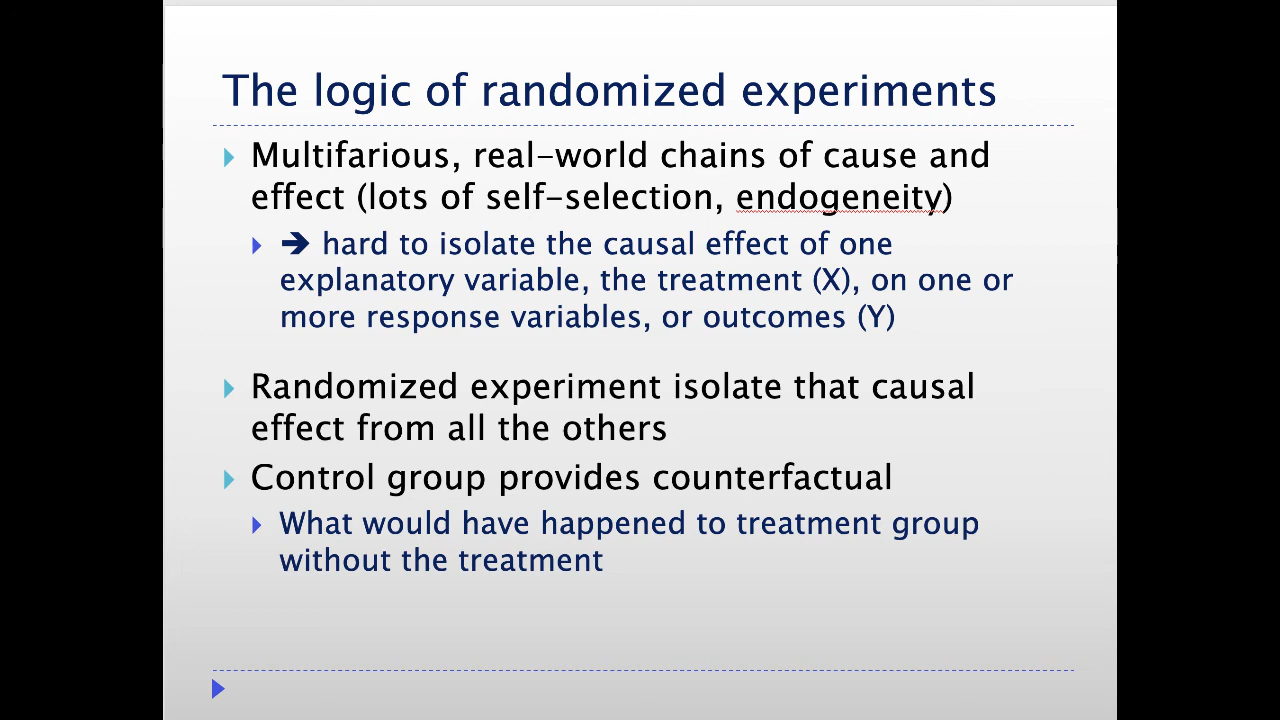 The logic of randomized experiments
Multifarious, real-world chains of cause and
effect (lots of self-selection, endogeneity)
➔ hard to isolate the causal effect of one
explanatory variable, the treatment (X), on one or
more response variables, or outcomes (Y)
Randomized experiment isolate that causal
effect from all the others
Control group provides counterfactual
What would have happened to treatment group
without the treatment